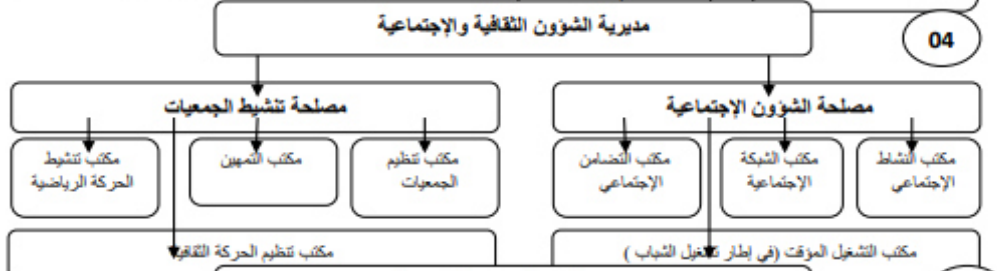 مديرية الشؤون الثقافية والإجتماعية
04
مصلحة الشؤون الإجتماعية
مصلحة تنشيط الجمعيات
مكتب النشاط
الإجتماعي
مكتب الشبكة
الإجتماعية
مكتب التضامن
الإجتماعي
مكتب تنظيم
الجمعيات
مكتب التمهين
مكتب تنشيط
الحركة الرياضية
مكتب التشغيل المؤقت (في إطار تشغيل الشباب )
مكتب تنظيم الحركة الثقافية